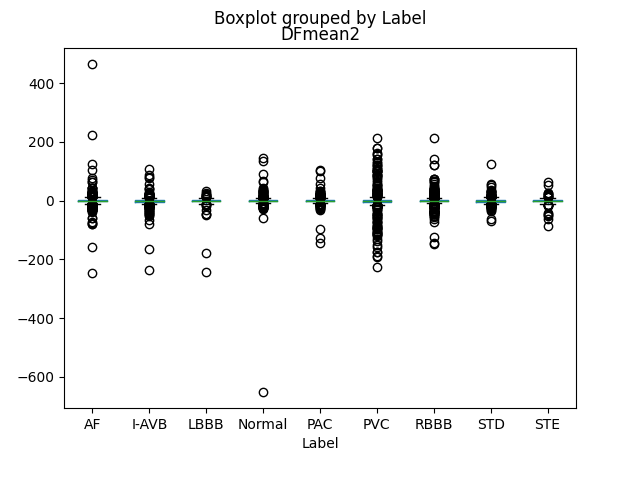 Boxplot grouped by Label
DFmean2
400
200
0
−200
−400
−600
AF I-AVB LBBB Normal PAC PVC RBBB STD STE
Label